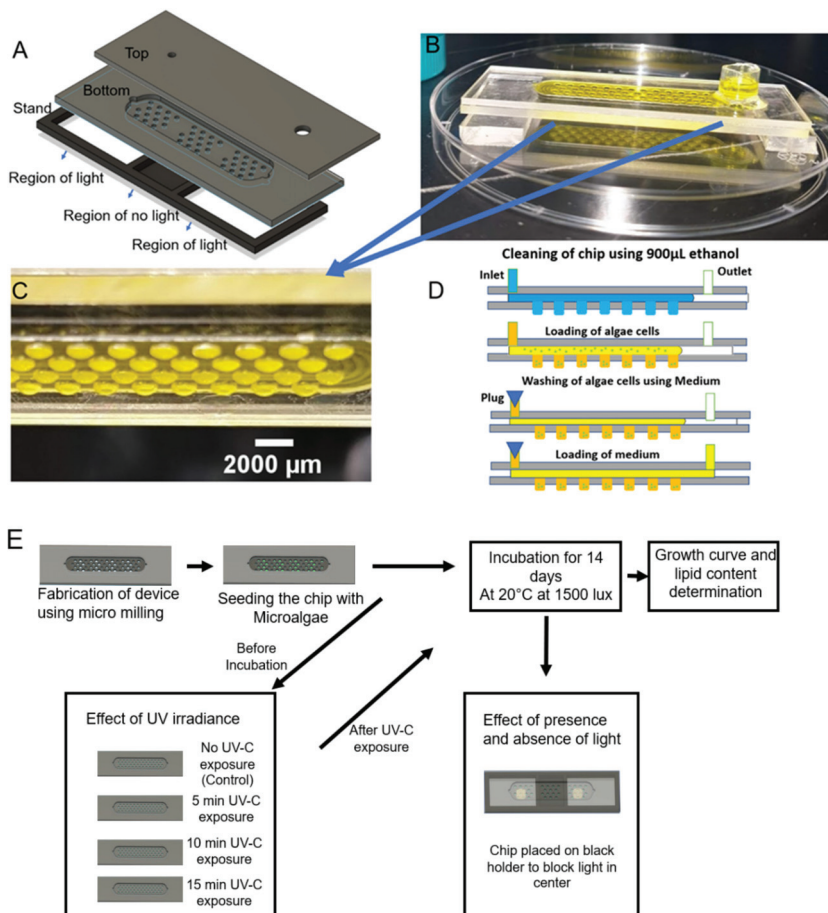 A
Top
Bottom
Stand
Region of light
Region of no light
Region of light
B
C
2000 µm
Cleaning of chip using 900µL ethanol
D
Inlet
Outlet
Loading of algae cells
Washing of algae cells using Medium
Plug
Loading of medium
E
Fabrication of device
using micro milling
Seeding the chip with
Microalgae
Incubation for 14
days
At 20°C at 1500 lux
Growth curve and
lipid content
determination
Before
Incubation
After UV-C
exposure
Effect of UV irradiance
No UV-C
exposure
(Control)
5 min UV-C
exposure
10 min UV-C
exposure
15 min UV-C
exposure
Effect of presence
and absence of light
Chip placed on black
holder to block light in
center